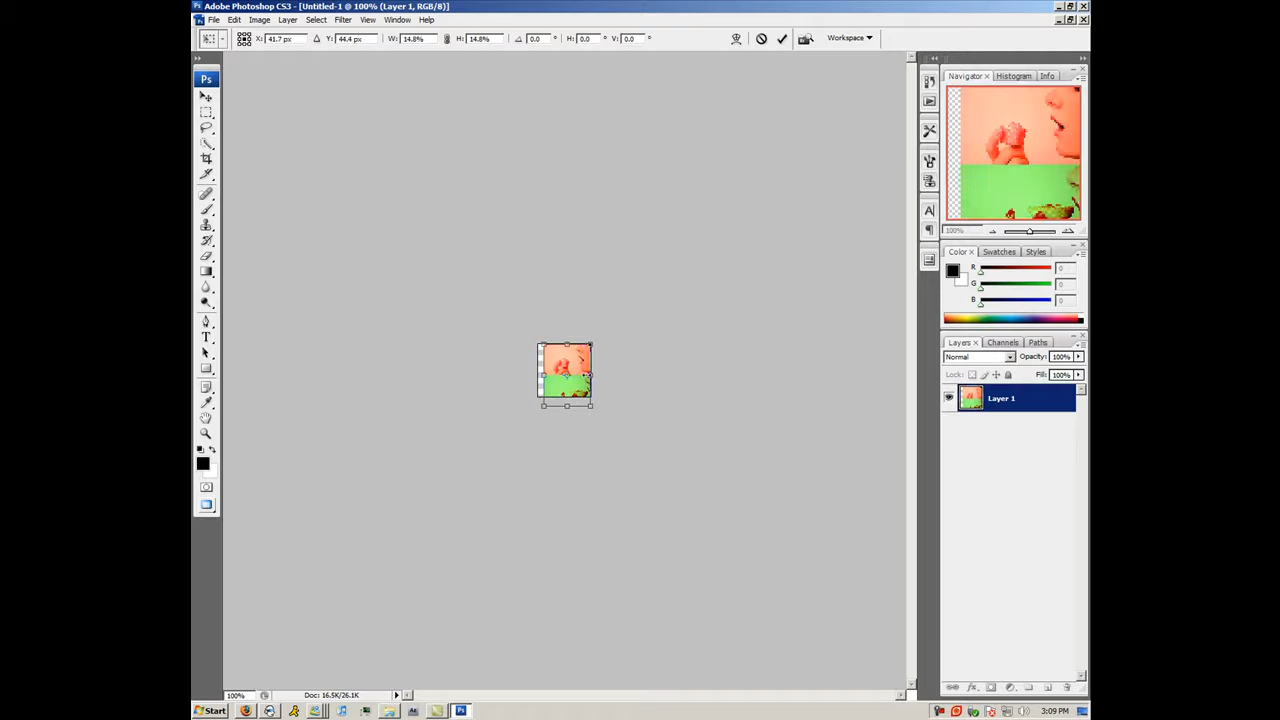 Ps Adobe Photoshop CS3 - [Untitled-1 @ 100% (Layer 1, RGB/8)]
File Edit Image Layer Select Filter View Window Help
X: 41.7 px Y: 44.4 px W: 14.8% H: 14.8% 0.0 ° H: 0.0 ° V: 0.0 ° Workspace
Ps
Navigator × Histogram Info
100%
Color × Swatches Styles
R 0
G 0
B 0
Layers × Channels Paths
Normal Opacity: 100%
Lock: Fill: 100%
Layer 1
100% Doc: 16.5K/26.1K
Start 3:09 PM